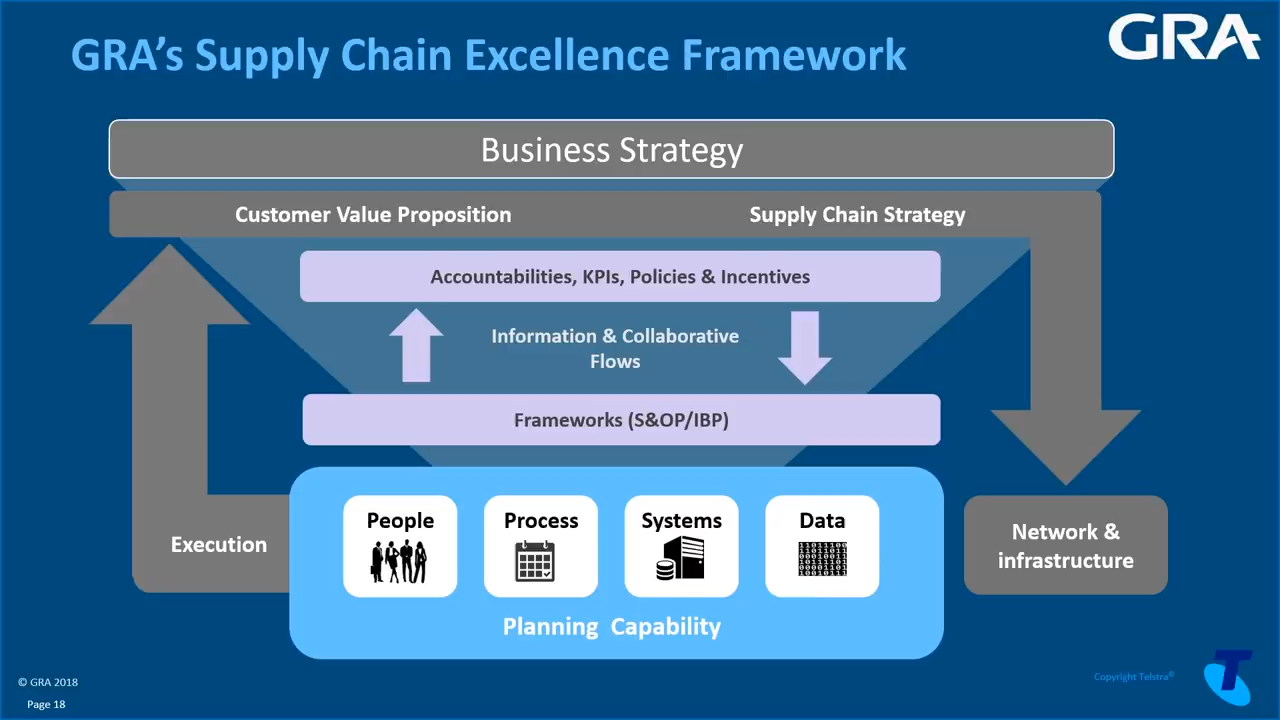 GRA’s Supply Chain Excellence Framework
GRA
Business Strategy
Customer Value Proposition
Supply Chain Strategy
Accountabilities, KPIs, Policies & Incentives
Information & Collaborative
Flows
Frameworks (S&OP/IBP)
People
Process
Systems
Data
Execution
Network &
infrastructure
Planning Capability
© GRA 2018
Page 18
Copyright Telstra®
T